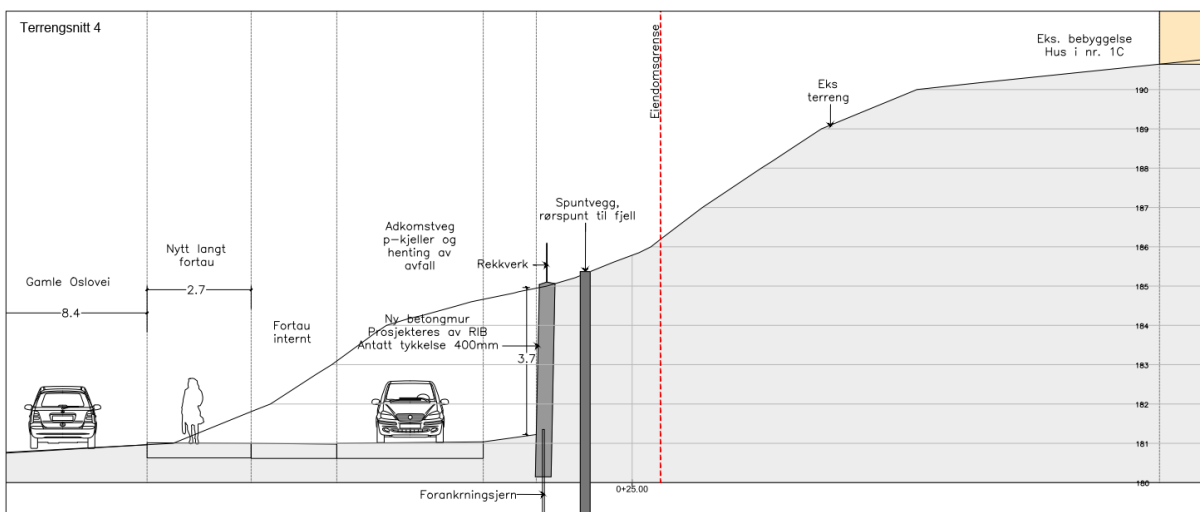 Terrengsnitt 4
Eks. bebyggelse
Hus i nr. 1C
Eiendomsgrense
Eks
terreng
190
189
188
187
186
185
184
183
182
181
180
Spuntvegg,
rørspunt til fjell
Adkomstveg
p-kjeller og
henting av
avfall
Rekkverk
Nytt langt
fortau
2.7
Gamle Oslovei
8.4
Fortau
internt
Ny betongmur
Prosjekteres av RIB
Antatt tykkelse 400mm
3.7
Forankrningsjern
0+25.00